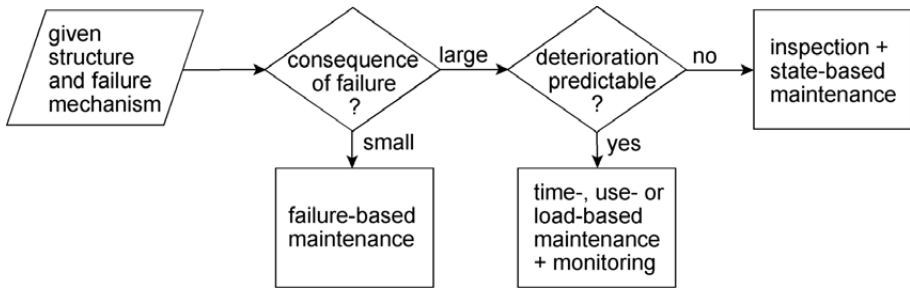 given
structure
and failure
mechanism
consequence
of failure
?
large
deterioration
predictable
?
no
inspection +
state-based
maintenance
small
yes
failure-based
maintenance
time-, use- or
load-based
maintenance
+ monitoring